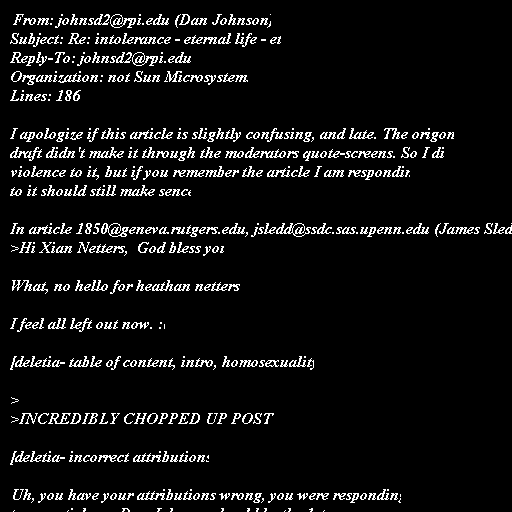 From: johnsd2@rpi.edu (Dan Johnson)
Subject: Re: intolerance - eternal life - et
Reply-To: johnsd2@rpi.edu
Organization: not Sun Microsystem
Lines: 186
I apologize if this article is slightly confusing, and late. The origon
draft didn't make it through the moderators quote-screens. So I di
violence to it, but if you remember the article I am respondin
to it should still make sence
In article 1850@geneva.rutgers.edu, jsledd@ssdc.sas.upenn.edu (James Sled
>Hi Xian Netters, God bless you
What, no hello for heathan netters
I feel all left out now. :(
[deletia- table of content, intro, homosexuality
>
>INCREDIBLY CHOPPED UP POST
[deletia- incorrect attributions
Uh, you have your attributions wrong, you were responding